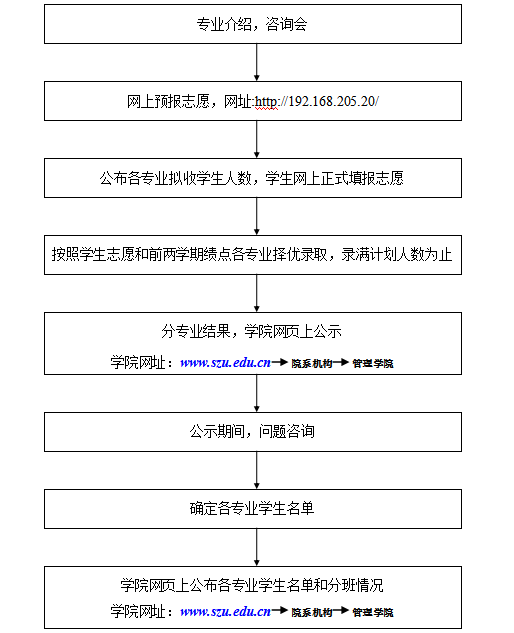 专业介绍，咨询会
网上预报志愿，网址:http://192.168.205.20/
公布各专业拟收学生人数，学生网上正式填报志愿
按照学生志愿和前两学期绩点各专业择优录取，录满计划人数为止
分专业结果，学院网页上公示
学院网址：www.szu.edu.cn→院系机构→管理学院
公示期间，问题咨询
确定各专业学生名单
学院网页上公布各专业学生名单和分班情况
学院网址：www.szu.edu.cn→院系机构→管理学院